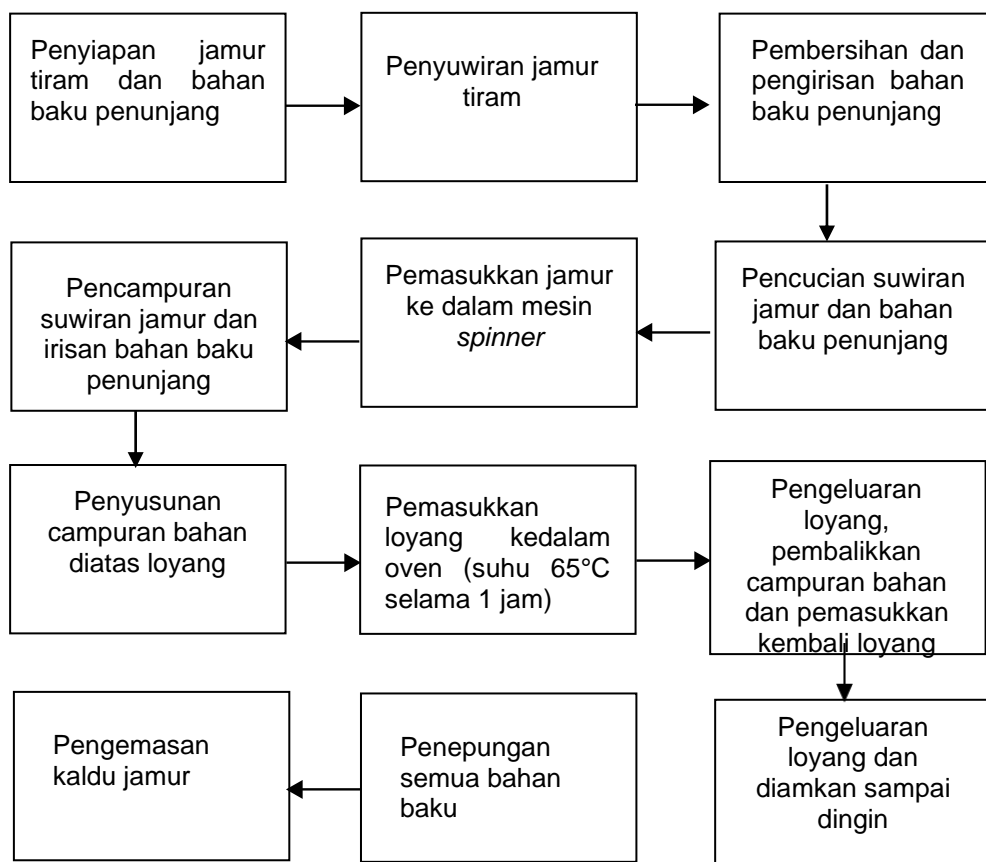 Penyiapan jamur
tiram dan bahan
baku penunjang
Penyuwiran jamur
tiram
Pembersihan dan
pengirisan bahan
baku penunjang
Pencucian suwiran
jamur dan bahan
baku penunjang
Pemasukkan jamur
ke dalam mesin
spinner
Pencampuran
suwiran jamur dan
irisan bahan baku
penunjang
Penyusunan
campuran bahan
diatas loyang
Pemasukkan
loyang kedalam
oven (suhu 65°C
selama 1 jam)
Pengeluaran
loyang,
pembalikkan
campuran bahan
dan pemasukkan
kembali loyang
Pengeluaran
loyang dan
diamkan sampai
dingin
Penepungan
semua bahan
baku
Pengemasan
kaldu jamur